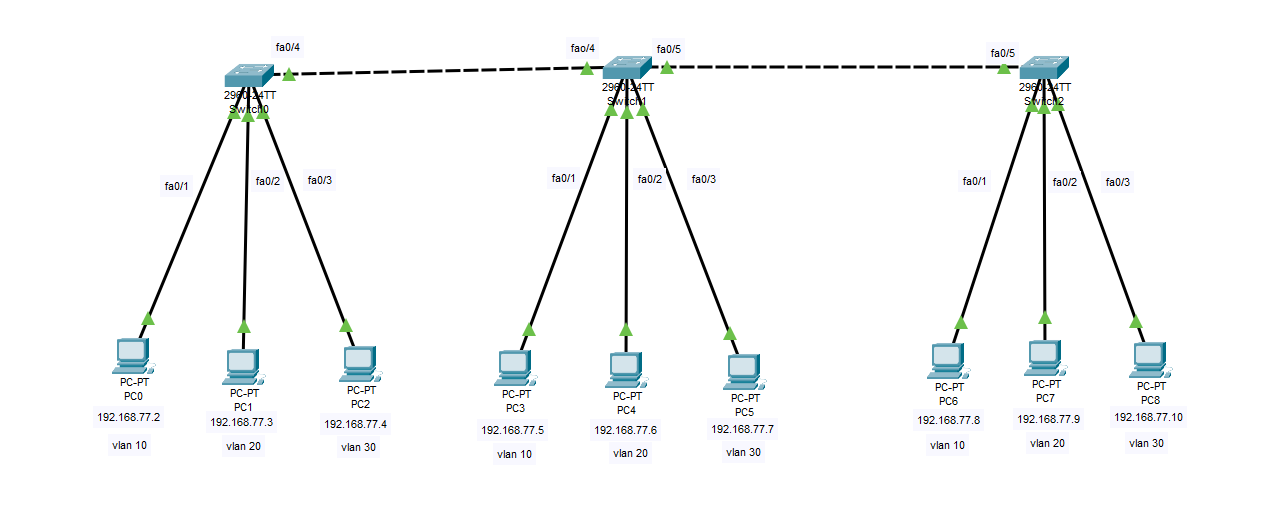 fa0/4
fao/4
fa0/5
fa0/5
2960-24TT
Switch0
2960-24TT
Switch1
2960-24TT
Switch2
fa0/1
fa0/2
fa0/3
fa0/1
fa0/2
fa0/3
fa0/1
fa0/2
fa0/3
PC-PT
PC0
192.168.77.2
vlan 10
PC-PT
PC1
192.168.77.3
vlan 20
PC-PT
PC2
192.168.77.4
vlan 30
PC-PT
PC3
192.168.77.5
vlan 10
PC-PT
PC4
192.168.77.6
vlan 20
PC-PT
PC5
192.168.77.7
vlan 30
PC-PT
PC6
192.168.77.8
vlan 10
PC-PT
PC7
192.168.77.9
vlan 20
PC-PT
PC8
192.168.77.10
vlan 30